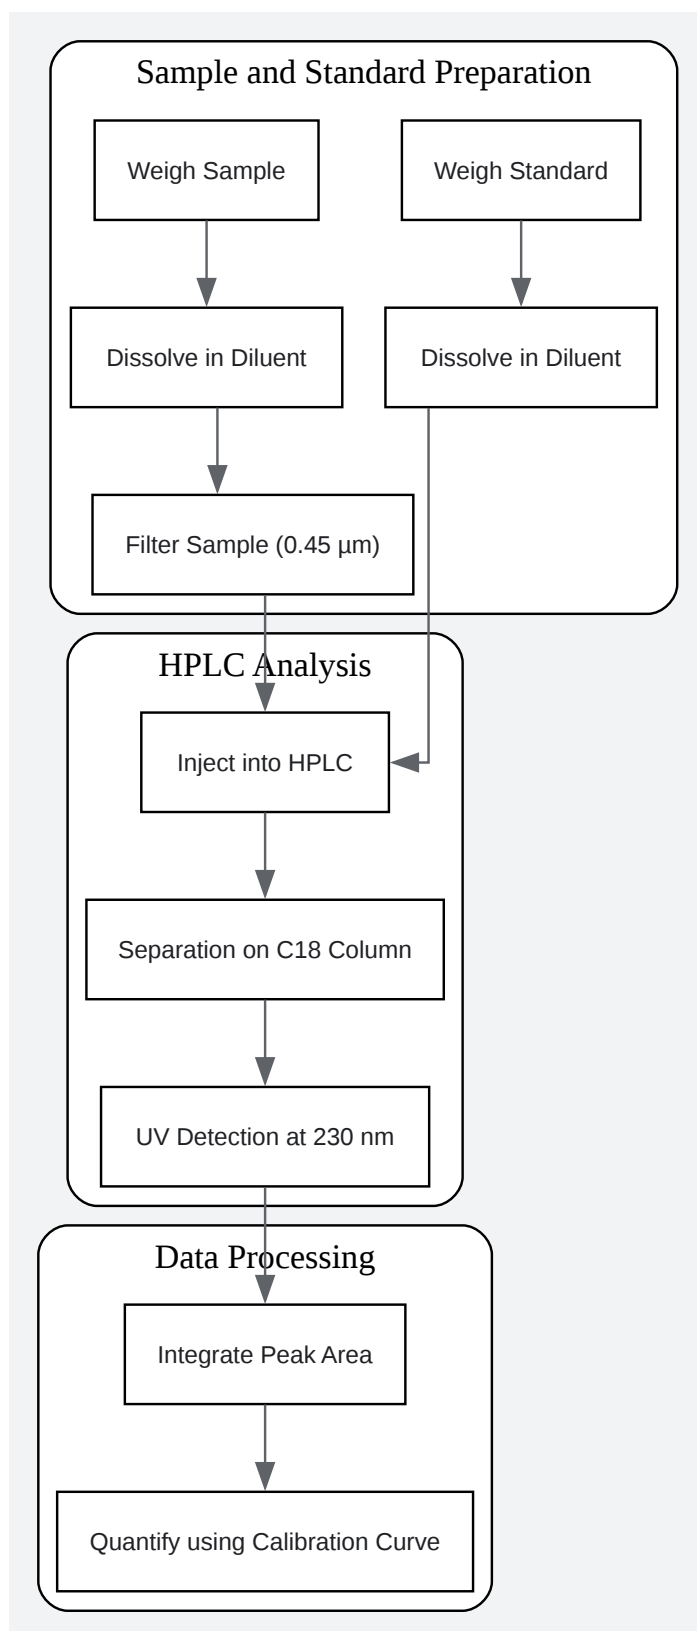 Sample and Standard Preparation
Weigh Sample
Weigh Standard
Dissolve in Diluent
Dissolve in Diluent
Filter Sample (0.45 µm)
HPLC Analysis
Inject into HPLC
Separation on C18 Column
UV Detection at 230 nm
Data Processing
Integrate Peak Area
Quantify using Calibration Curve